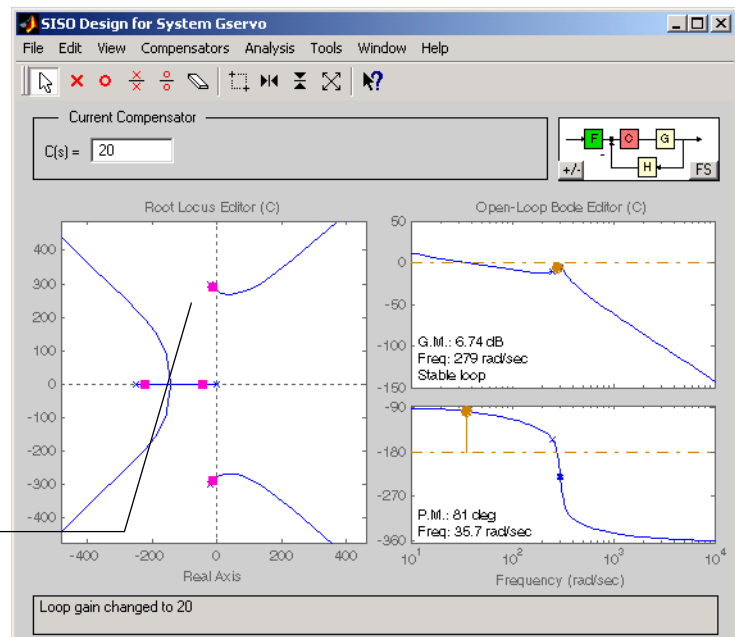 SISO Design for System Gservo
File Edit View Compensators Analysis Tools Window Help
Current Compensator
C(s) = 20
F C G
H
+/- FS
Root Locus Editor (C)
400
300
200
100
0
-100
-200
-300
-400
-400 -200 0 200 400
Real Axis
Open-Loop Bode Editor (C)
50
0
-50
-100
-150
G.M.: 6.74 dB
Freq: 279 rad/sec
Stable loop
-90
-180
-270
-360
P.M.: 81 deg
Freq: 35.7 rad/sec
10^1 10^2 10^3 10^4
Frequency (rad/sec)
Loop gain changed to 20